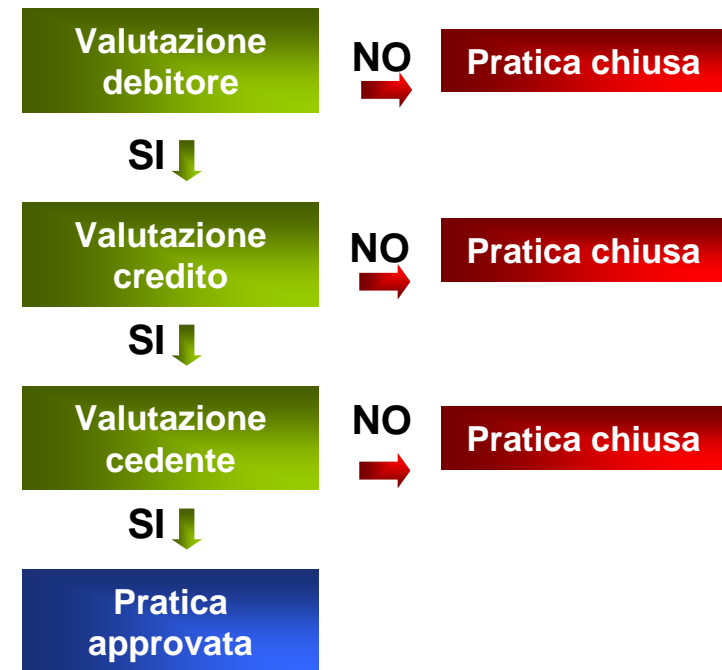 Valutazione
debitore
NO
Pratica chiusa
SI
Valutazione
credito
NO
Pratica chiusa
SI
Valutazione
cedente
NO
Pratica chiusa
SI
Pratica
approvata